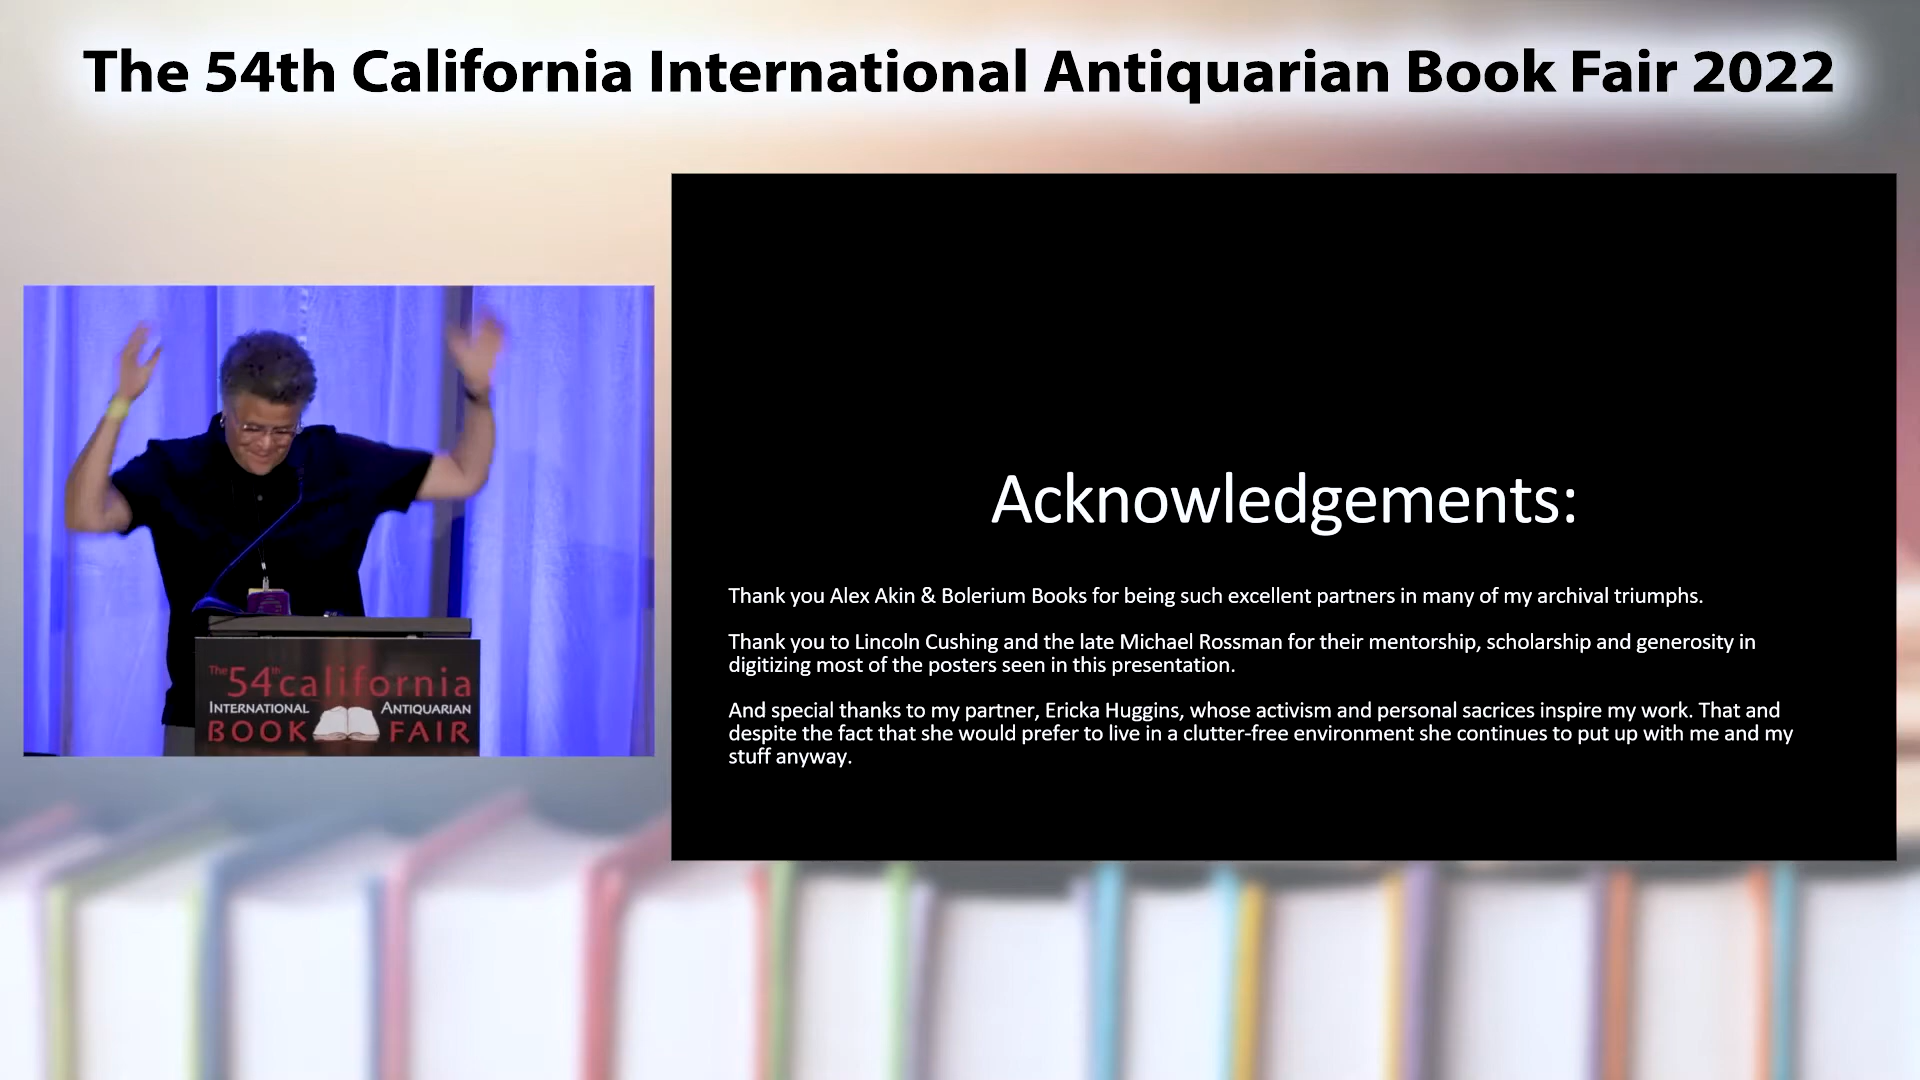 The 54th California International Antiquarian Book Fair 2022
Acknowledgements:
Thank you Alex Akin & Bolerium Books for being such excellent partners in many of my archival triumphs.
Thank you to Lincoln Cushing and the late Michael Rossman for their mentorship, scholarship and generosity in
digitizing most of the posters seen in this presentation.
And special thanks to my partner, Ericka Huggins, whose activism and personal sacrices inspire my work. That and
despite the fact that she would prefer to live in a clutter-free environment she continues to put up with me and my
stuff anyway.
The 54th california
INTERNATIONAL ANTIQUARIAN
BOOK FAIR